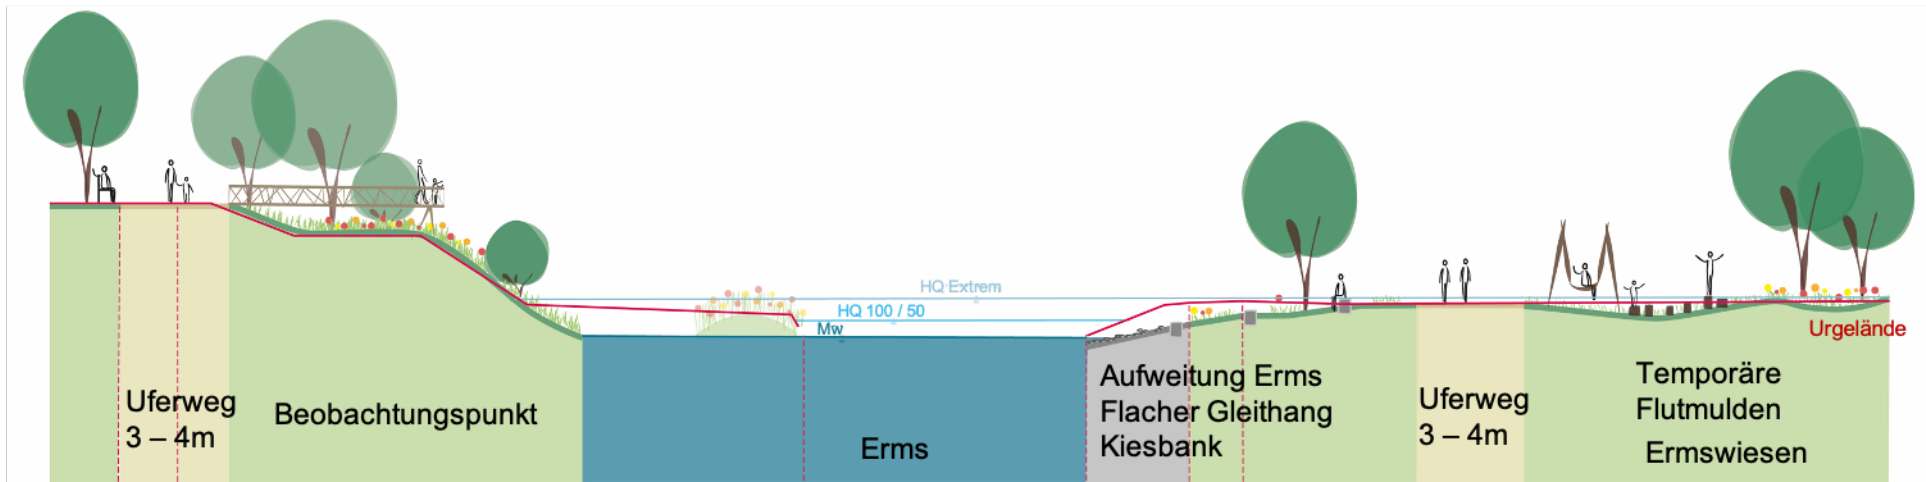 HQ Extrem
HQ 100 / 50
Mw
Urgelände
Uferweg
3 – 4m
Beobachtungspunkt
Erms
Aufweitung Erms
Flacher Gleithang
Kiesbank
Uferweg
3 – 4m
Temporäre
Flutmulden
Ermswiesen